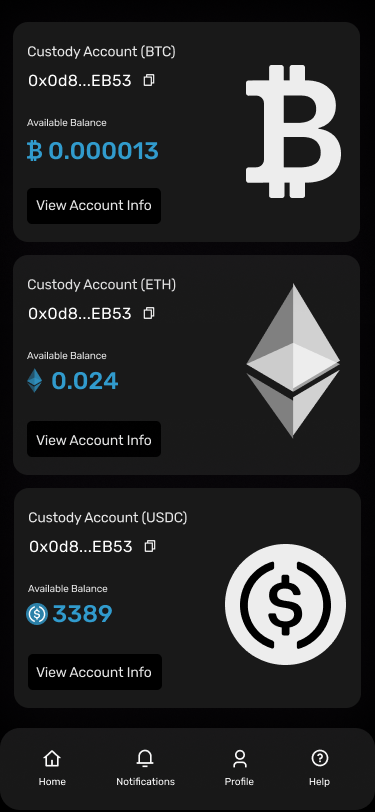 Custody Account (BTC)
0x0d8...EB53
Available Balance
₿ 0.000013
View Account Info
Custody Account (ETH)
0x0d8...EB53
Available Balance
0.024
View Account Info
Custody Account (USDC)
0x0d8...EB53
Available Balance
3389
View Account Info
Home Notifications Profile Help